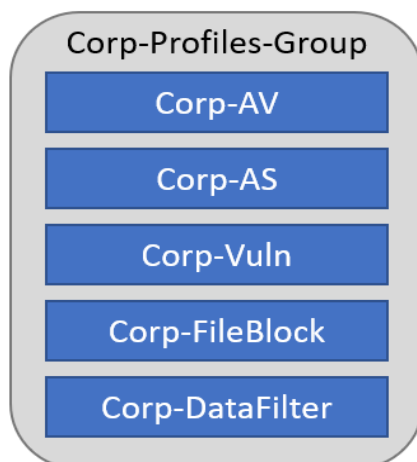 Corp-Profiles-Group
Corp-AV
Corp-AS
Corp-Vuln
Corp-FileBlock
Corp-DataFilter